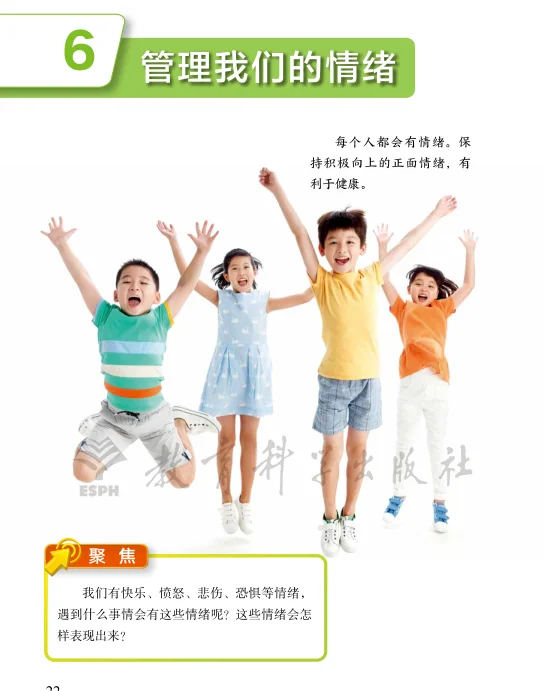 6
管理我们的情绪
每个人都会有情绪。保
持积极向上的正面情绪，有
利于健康。
教育科学出版社
ESPH
聚焦
我们有快乐、愤怒、悲伤、恐惧等情绪，
遇到什么事情会有这些情绪呢？这些情绪会怎
样表现出来？
22